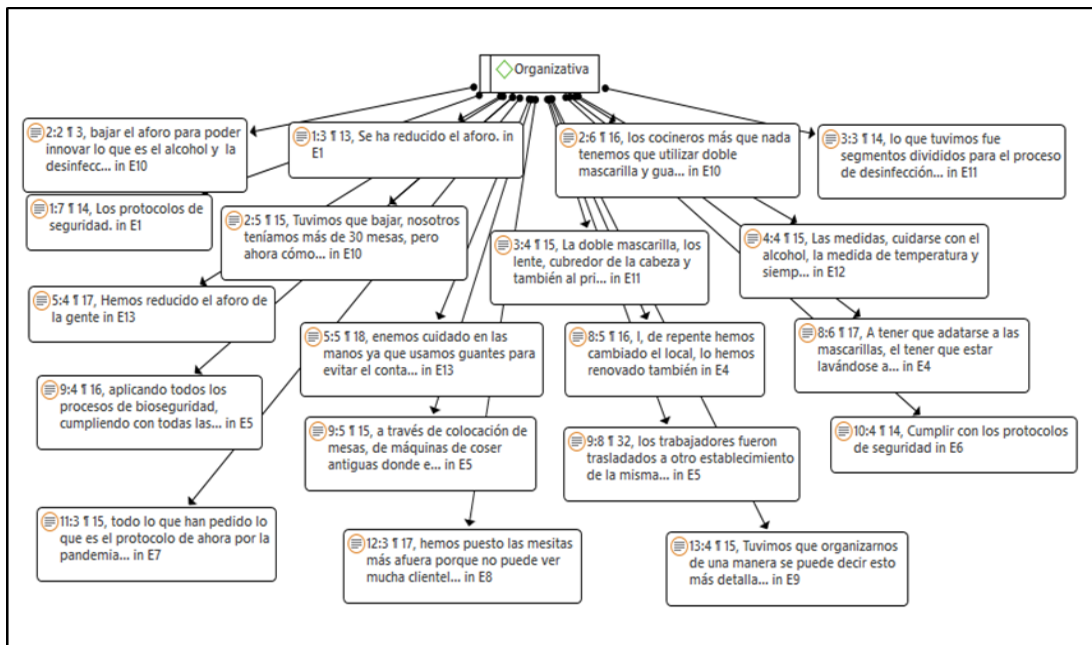 Organizativa
2:2 ¶ 3, bajar el aforo para poder
innovar lo que es el alcohol y la
desinfecc... in E10
1:3 ¶ 13, Se ha reducido el aforo. in
E1
2:6 ¶ 16, los cocineros más que nada
tenemos que utilizar doble
mascarilla y gua... in E10
3:3 ¶ 14, lo que tuvimos fue
segmentos divididos para el proceso
de desinfección... in E11
1:7 ¶ 14, Los protocolos de
seguridad. in E1
2:5 ¶ 15, Tuvimos que bajar, nosotros
teníamos más de 30 mesas, pero
ahora cómo... in E10
3:4 ¶ 15, La doble mascarilla, los
lente, cubredor de la cabeza y
también al pri... in E11
4:4 ¶ 15, Las medidas, cuidarse con el
alcohol, la medida de temperatura y
siemp... in E12
5:4 ¶ 17, Hemos reducido el aforo de
la gente in E13
5:5 ¶ 18, enemos cuidado en las
manos ya que usamos guantes para
evitar el conta... in E13
8:5 ¶ 16, I, de repente hemos
cambiado el local, lo hemos
renovado también in E4
8:6 ¶ 17, A tener que adatarse a las
mascarillas, el tener que estar
lavándose a... in E4
9:4 ¶ 16, aplicando todos los
procesos de bioseguridad,
cumpliendo con todas las... in E5
9:5 ¶ 15, a través de colocación de
mesas, de máquinas de coser
antiguas donde e... in E5
9:8 ¶ 32, los trabajadores fueron
trasladados a otro establecimiento
de la misma... in E5
10:4 ¶ 14, Cumplir con los protocolos
de seguridad in E6
11:3 ¶ 15, todo lo que han pedido lo
que es el protocolo de ahora por la
pandemia... in E7
12:3 ¶ 17, hemos puesto las mesitas
más afuera porque no puede ver
mucha clientel... in E8
13:4 ¶ 15, Tuvimos que organizarnos
de una manera se puede decir esto
más detalla... in E9